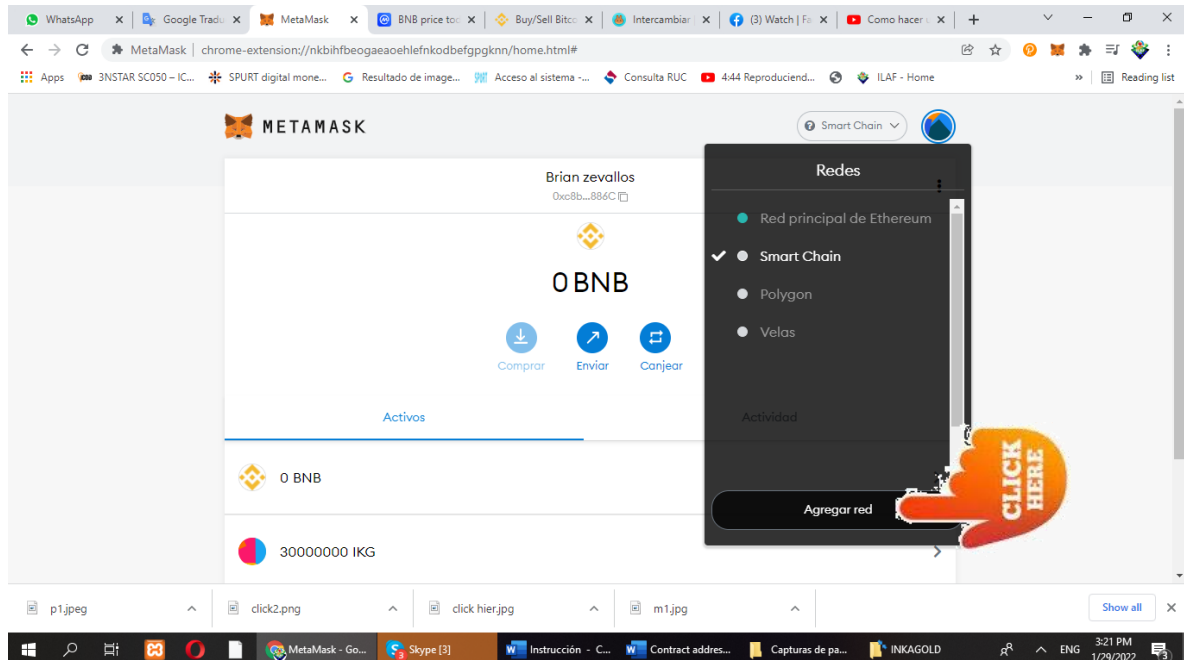 WhatsApp
Google Tradu
MetaMask
BNB price tod
Buy/Sell Bitco
Intercambiar
(3) Watch | Fa
Como hacer u
MetaMask
chrome-extension://nkbihfbeogaeaoehlefnkodbefgpgknn/home.html#
Apps
3NSTAR SC050 – IC...
SPURT digital mone...
Resultado de image...
Acceso al sistema -...
Consulta RUC
4:44 Reproduciend...
ILAF - Home
»
Reading list
METAMASK
Smart Chain
Brian zevallos
0xc8b...886C
0 BNB
Comprar
Enviar
Canjear
Activos
Actividad
0 BNB
30000000 IKG
Redes
Red principal de Ethereum
Smart Chain
Polygon
Velas
Agregar red
CLICK
HERE
p1.jpeg
click2.png
click hier.jpg
m1.jpg
Show all
MetaMask - Go...
Skype [3]
Instrucción - C...
Contract addres...
Capturas de pa...
INKAGOLD
ENG
3:21 PM
1/29/2022
3